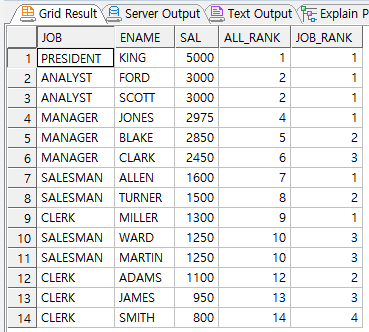 Grid Result Server Output Text Output Explain P
JOB ENAME SAL ALL_RANK JOB_RANK
1 PRESIDENT KING 5000 1 1
2 ANALYST FORD 3000 2 1
3 ANALYST SCOTT 3000 2 1
4 MANAGER JONES 2975 4 1
5 MANAGER BLAKE 2850 5 2
6 MANAGER CLARK 2450 6 3
7 SALESMAN ALLEN 1600 7 1
8 SALESMAN TURNER 1500 8 2
9 CLERK MILLER 1300 9 1
10 SALESMAN WARD 1250 10 3
11 SALESMAN MARTIN 1250 10 3
12 CLERK ADAMS 1100 12 2
13 CLERK JAMES 950 13 3
14 CLERK SMITH 800 14 4